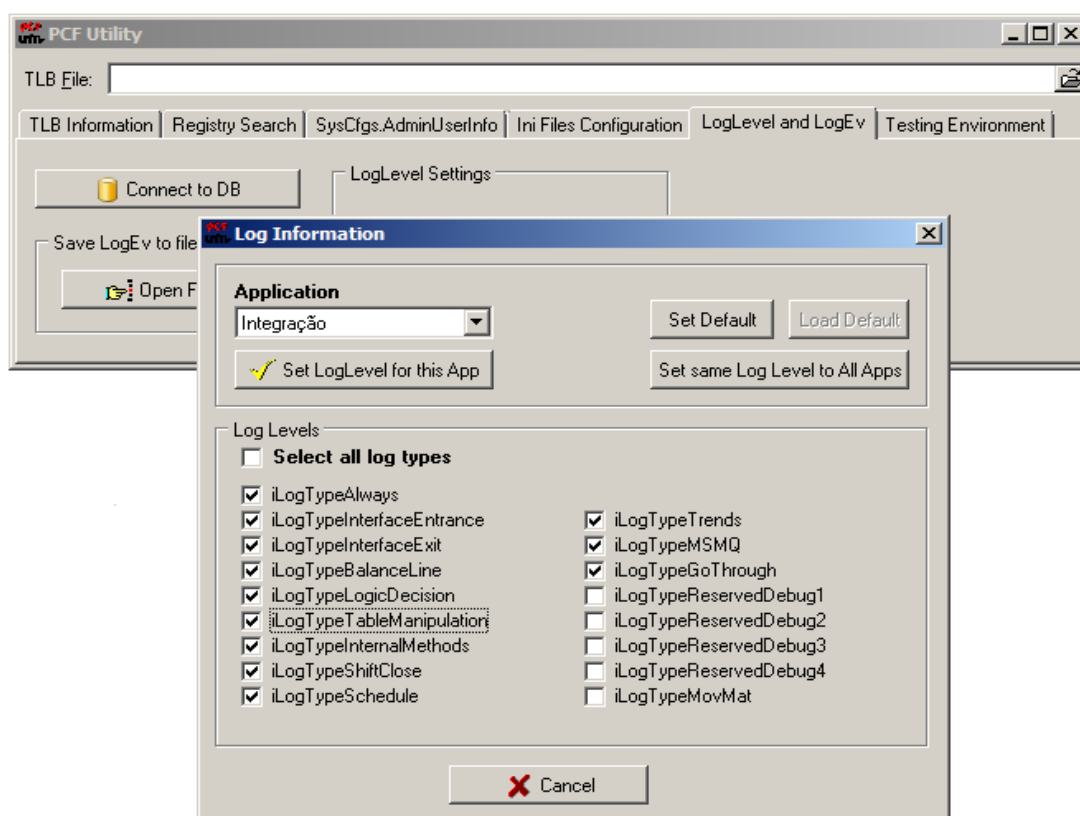 PCF Utility
TLB File:
TLB Information Registry Search SysCfgs.AdminUserInfo Ini Files Configuration LogLevel and LogEv Testing Environment
Connect to DB
LogLevel Settings
Save LogEv to file
Open F
Log Information
Application
Integração
Set Default Load Default
Set LogLevel for this App Set same Log Level to All Apps
Log Levels
Select all log types
iLogTypeAlways
iLogTypeInterfaceEntrance
iLogTypeInterfaceExit
iLogTypeBalanceLine
iLogTypeLogicDecision
iLogTypeTableManipulation
iLogTypeInternalMethods
iLogTypeShiftClose
iLogTypeSchedule
iLogTypeTrends
iLogTypeMSMQ
iLogTypeGoThrough
iLogTypeReservedDebug1
iLogTypeReservedDebug2
iLogTypeReservedDebug3
iLogTypeReservedDebug4
iLogTypeMovMat
Cancel